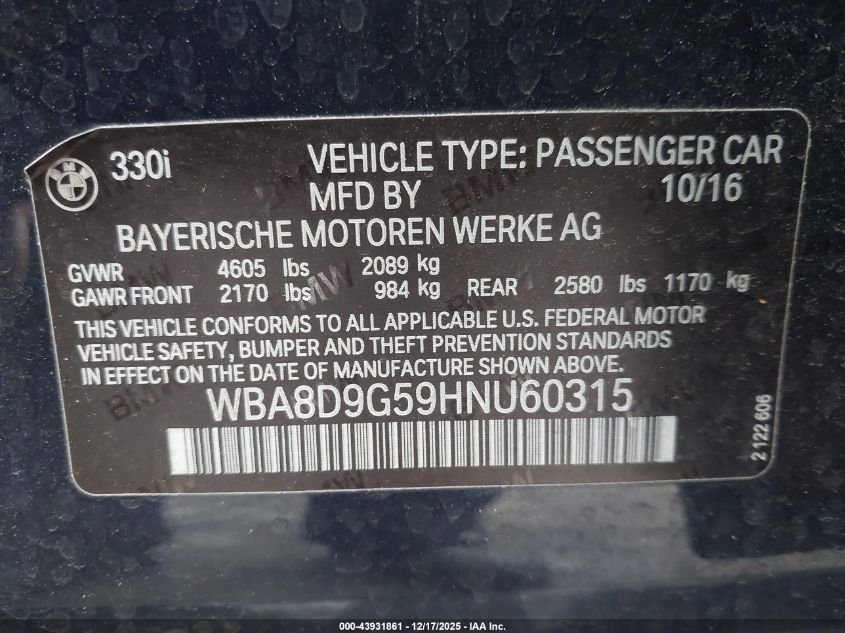 330i VEHICLE TYPE: PASSENGER CAR
MFD BY 10/16
BAYERISCHE MOTOREN WERKE AG
GVWR 4605 lbs 2089 kg
GAWR FRONT 2170 lbs 984 kg REAR 2580 lbs 1170 kg
THIS VEHICLE CONFORMS TO ALL APPLICABLE U.S. FEDERAL MOTOR
VEHICLE SAFETY, BUMPER AND THEFT PREVENTION STANDARDS
IN EFFECT ON DATE OF MANUFACTURE SHOWN ABOVE.
WBA8D9G59HNU60315
2 122 606
000-43931861 - 12/17/2025 - IAA Inc.